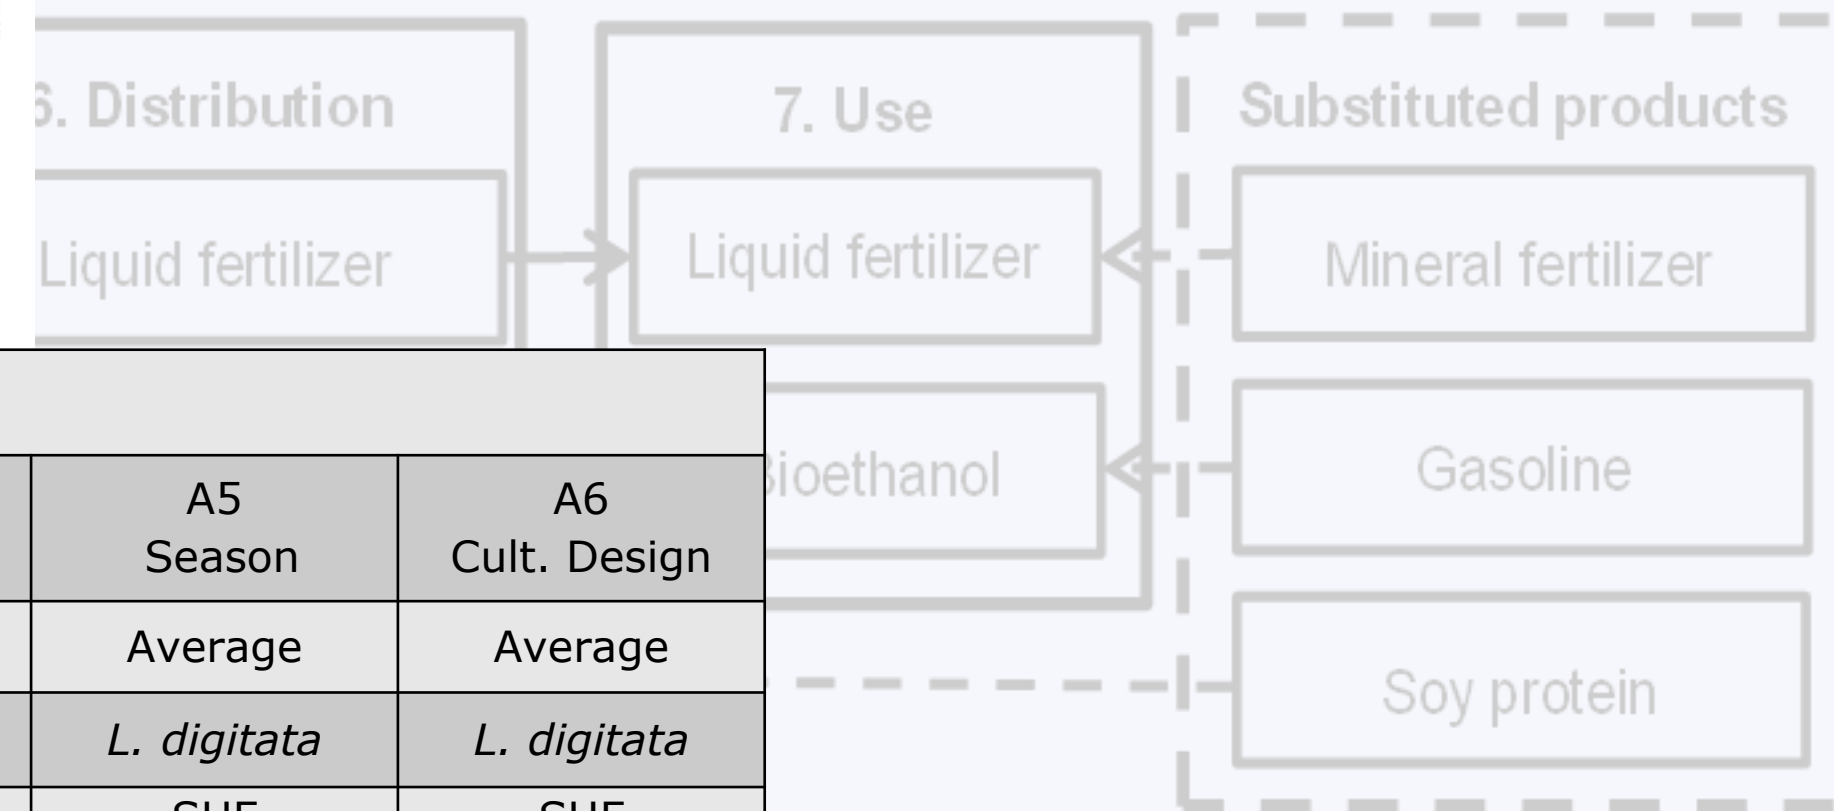 6. Distribution
7. Use
Substituted products
Liquid fertilizer
Liquid fertilizer
Mineral fertilizer
Bioethanol
Gasoline
A5
Season
A6
Cult. Design
Average
Average
Soy protein
L. digitata
L. digitata